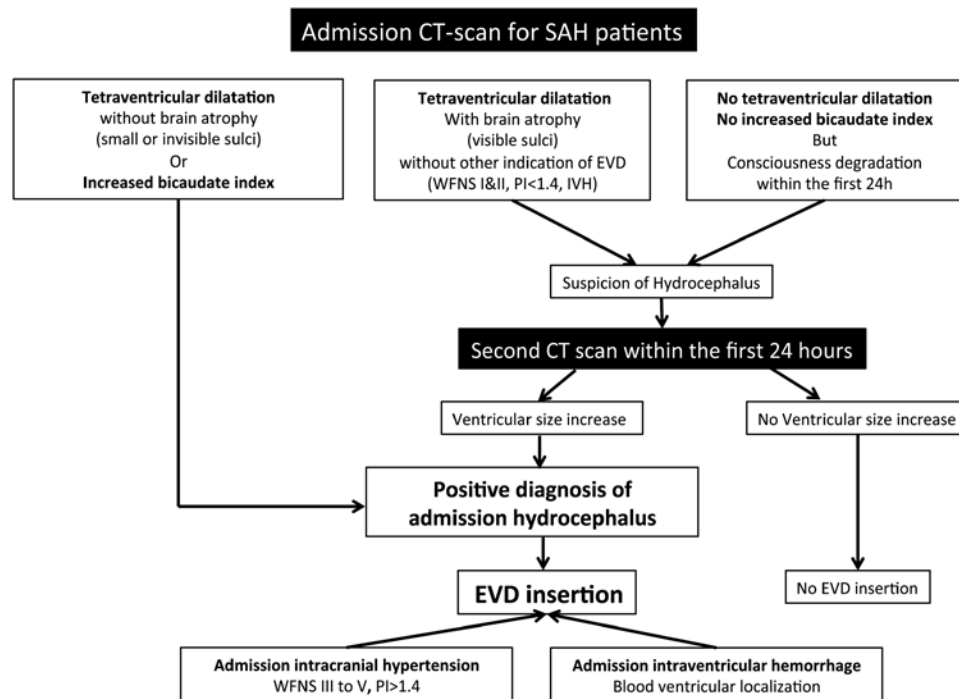 Admission CT-scan for SAH patients
Tetraventricular dilatation
without brain atrophy
(small or invisible sulci)
Or
Increased bicaudate index
Tetraventricular dilatation
With brain atrophy
(visible sulci)
without other indication of EVD
(WFNS I&II, PI<1.4, IVH)
No tetraventricular dilatation
No increased bicaudate index
But
Consciousness degradation
within the first 24h
Suspicion of Hydrocephalus
Second CT scan within the first 24 hours
Ventricular size increase
No Ventricular size increase
Positive diagnosis of
admission hydrocephalus
EVD insertion
No EVD insertion
Admission intracranial hypertension
WFNS III to V, PI>1.4
Admission intraventricular hemorrhage
Blood ventricular localization